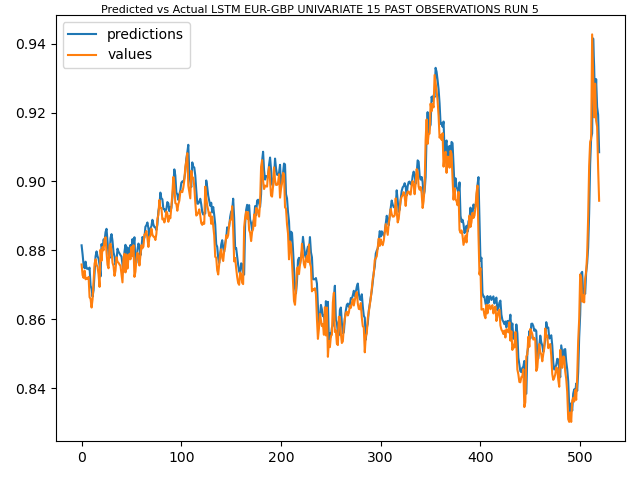 Predicted vs Actual LSTM EUR-GBP UNIVARIATE 15 PAST OBSERVATIONS RUN 5
predictions
values
0.94
0.92
0.90
0.88
0.86
0.84
0 100 200 300 400 500